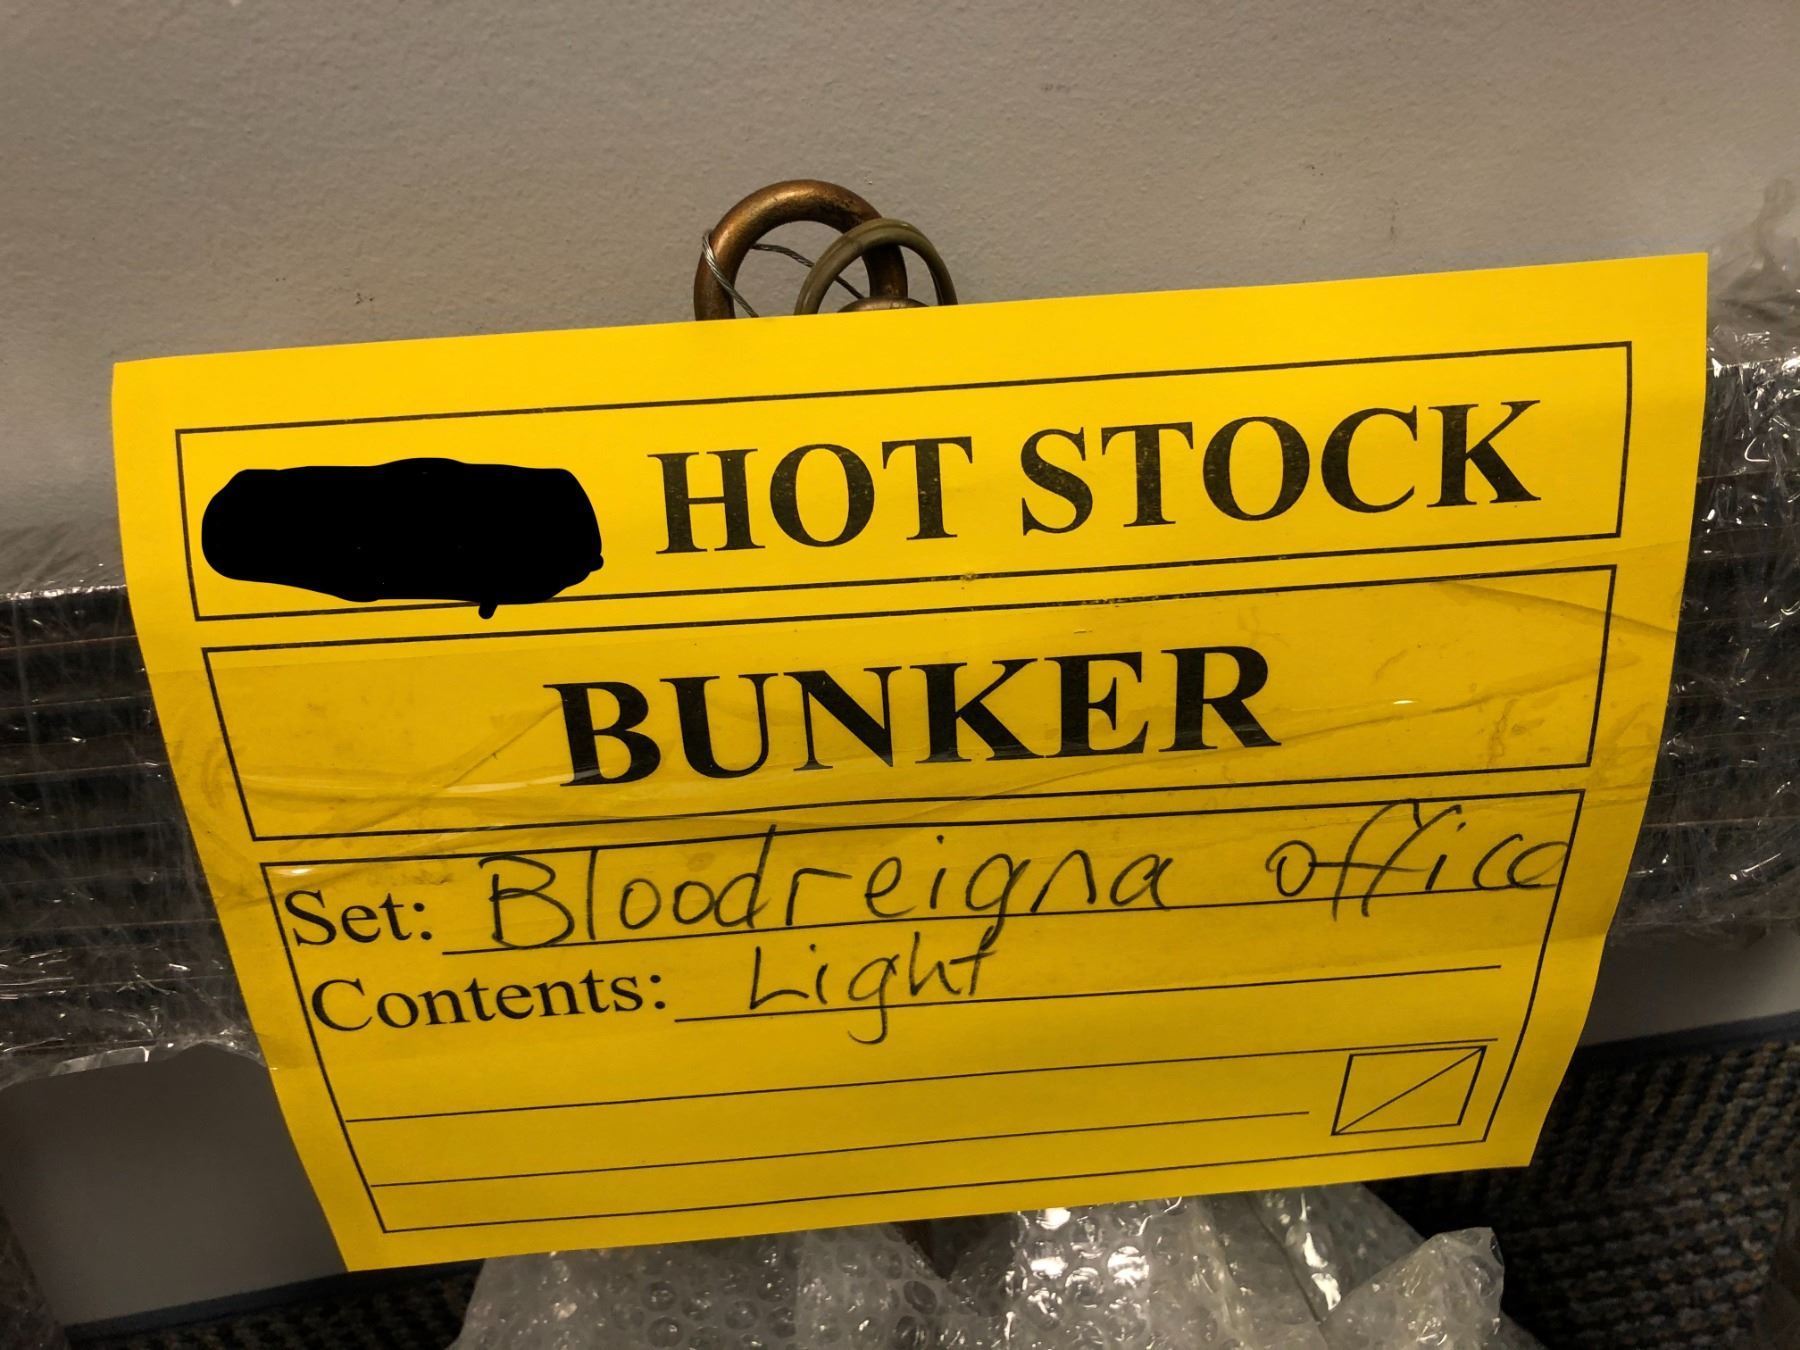 HOT STOCK
BUNKER
Set: Bloodreigna office
Contents: Light